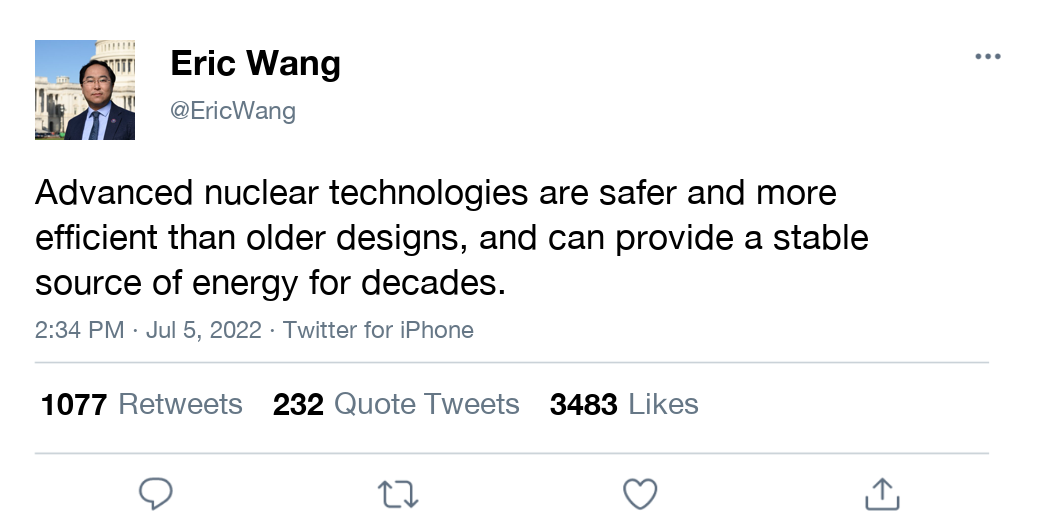 Eric Wang
@EricWang
Advanced nuclear technologies are safer and more
efficient than older designs, and can provide a stable
source of energy for decades.
2:34 PM · Jul 5, 2022 · Twitter for iPhone
1077 Retweets 232 Quote Tweets 3483 Likes